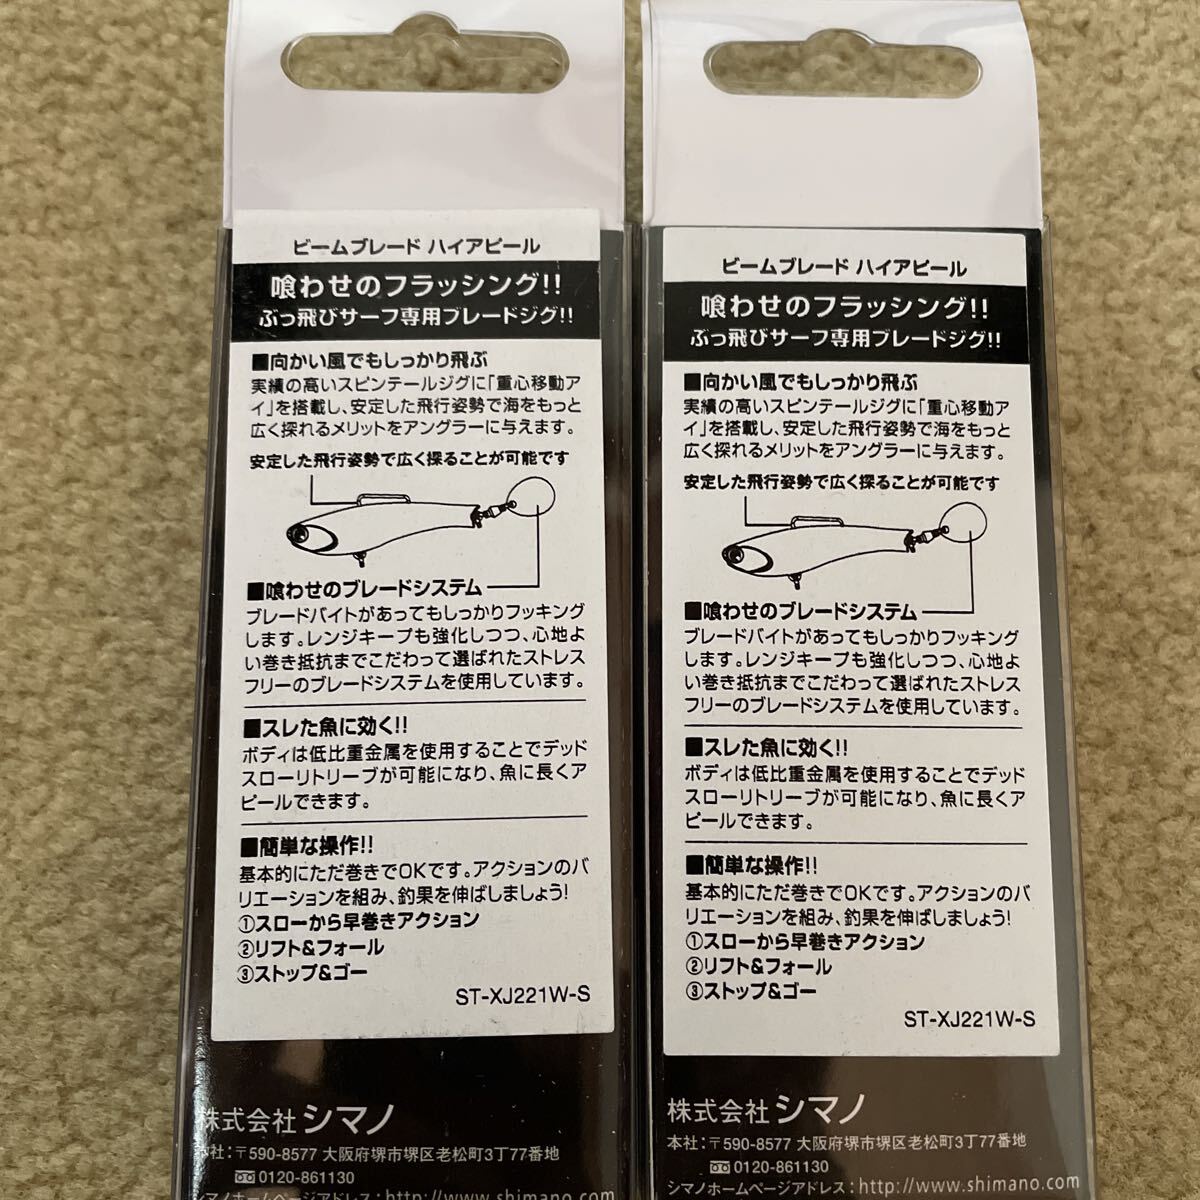 ビームブレード ハイアピール
喰わせのフラッシング!!
ぶっ飛びサーフ専用ブレードジグ!!
■向かい風でもしっかり飛ぶ
実績の高いスピンテールジグに「重心移動ア
イ」を搭載し、安定した飛行姿勢で海をもっと
広く探れるメリットをアングラーに与えます。
安定した飛行姿勢で広く探ることが可能です
■喰わせのブレードシステム
ブレードバイトがあってもしっかりフッキング
します。レンジキープも強化しつつ、心地よ
い巻き抵抗までこだわって選ばれたストレス
フリーのブレードシステムを使用しています。
■スレた魚に効く!!
ボディは低比重金属を使用することでデッド
スローリトリーブが可能になり、魚に長くア
ピールできます。
■簡単な操作!!
基本的にただ巻きでOKです。アクションのバ
リエーションを組み、釣果を伸ばしましょう!
①スローから早巻きアクション
②リフト&フォール
③ストップ&ゴー
ST-XJ221W-S
株式会社 シマノ
本社:〒590-8577 大阪府堺市堺区老松町3丁77番地
0120-861130
シマノホームページアドレス:http://www.shimano.com
ビームブレード ハイアピール
喰わせのフラッシング!!
ぶっ飛びサーフ専用ブレードジグ!!
■向かい風でもしっかり飛ぶ
実績の高いスピンテールジグに「重心移動ア
イ」を搭載し、安定した飛行姿勢で海をもっと
広く探れるメリットをアングラーに与えます。
安定した飛行姿勢で広く探ることが可能です
■喰わせのブレードシステム
ブレードバイトがあってもしっかりフッキング
します。レンジキープも強化しつつ、心地よ
い巻き抵抗までこだわって選ばれたストレス
フリーのブレードシステムを使用しています。
■スレた魚に効く!!
ボディは低比重金属を使用することでデッド
スローリトリーブが可能になり、魚に長くア
ピールできます。
■簡単な操作!!
基本的にただ巻きでOKです。アクションのバ
リエーションを組み、釣果を伸ばしましょう!
①スローから早巻きアクション
②リフト&フォール
③ストップ&ゴー
ST-XJ221W-S
株式会社 シマノ
本社:〒590-8577 大阪府堺市堺区老松町3丁77番地
0120-861130
シマノホームページアドレス:http://www.shimano.com